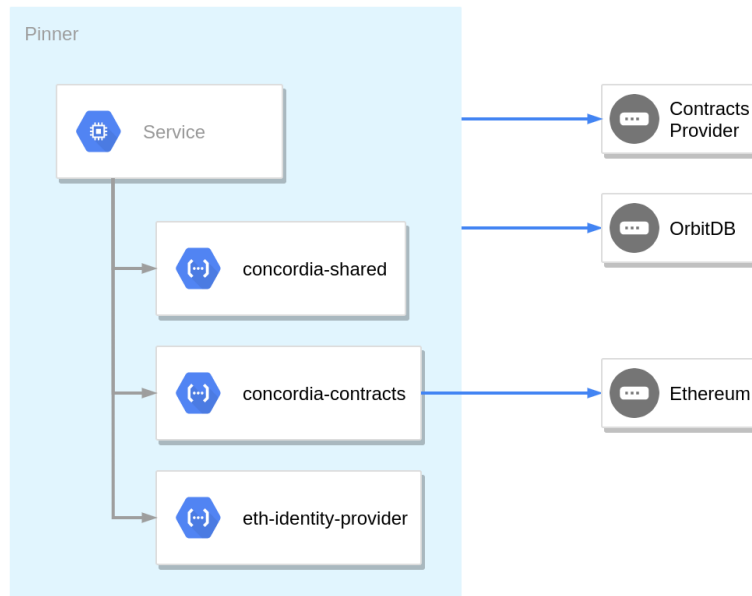 Pinner
Service
Contracts
Provider
OrbitDB
concordia-shared
concordia-contracts
Ethereum
eth-identity-provider